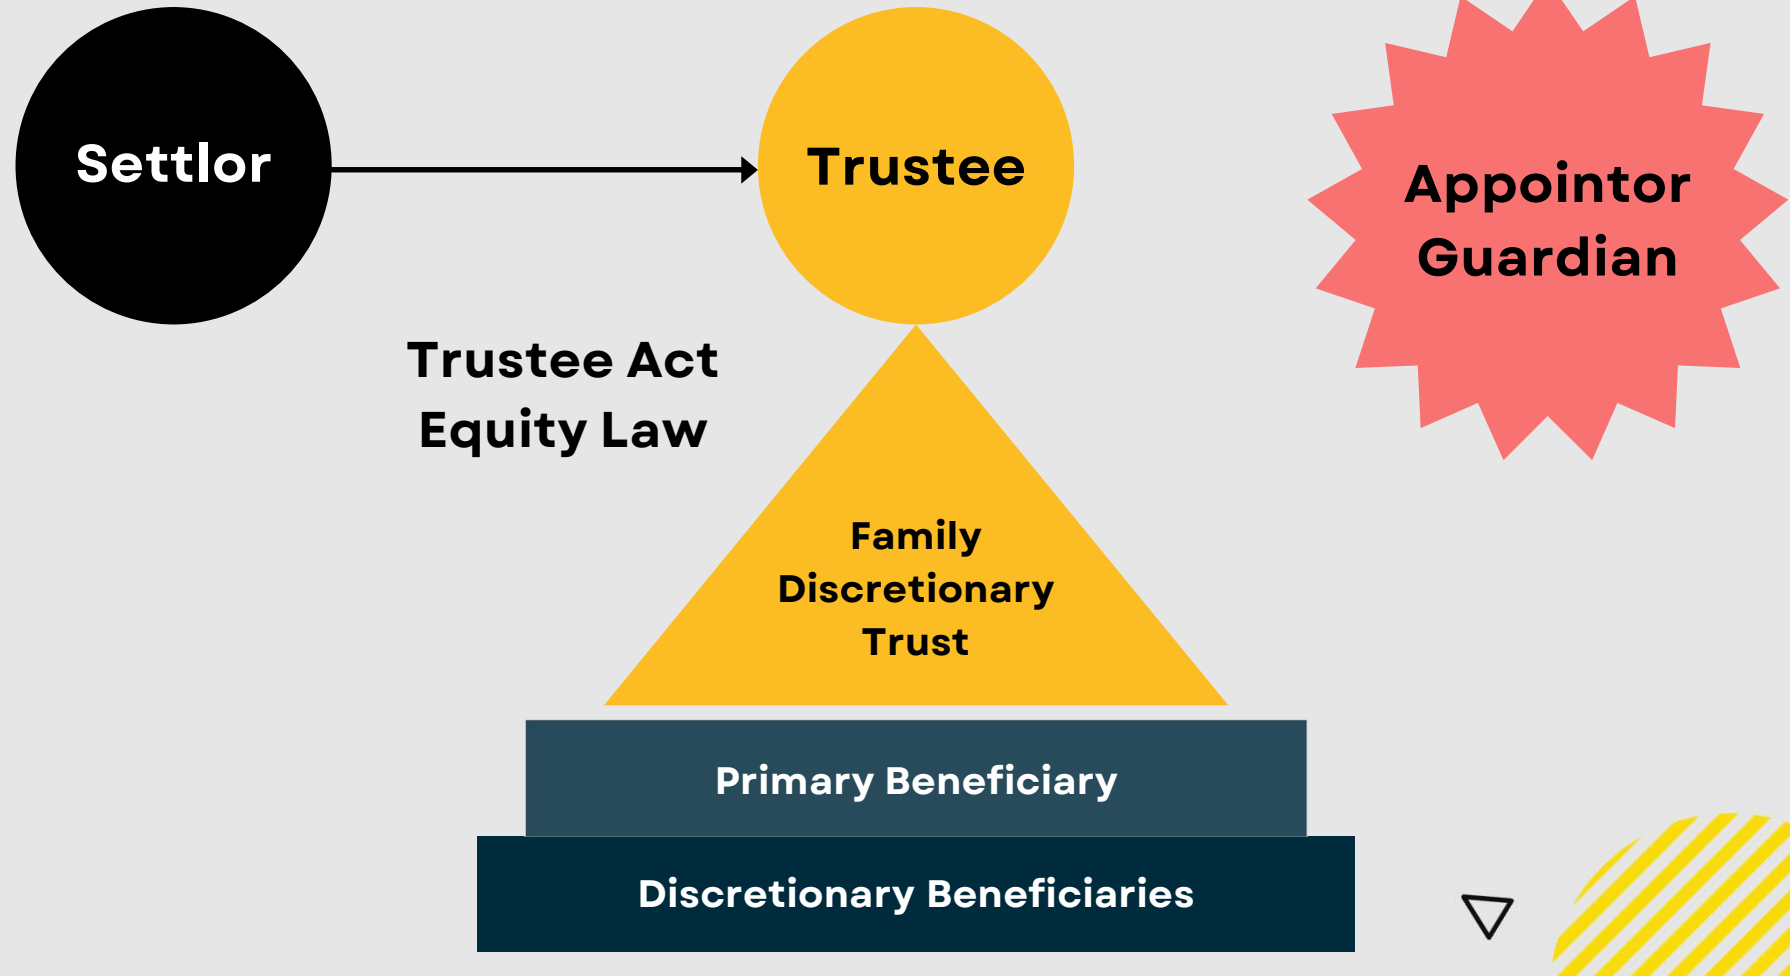 Settlor
Trustee
Appointor
Guardian
Trustee Act
Equity Law
Family
Discretionary
Trust
Primary Beneficiary
Discretionary Beneficiaries